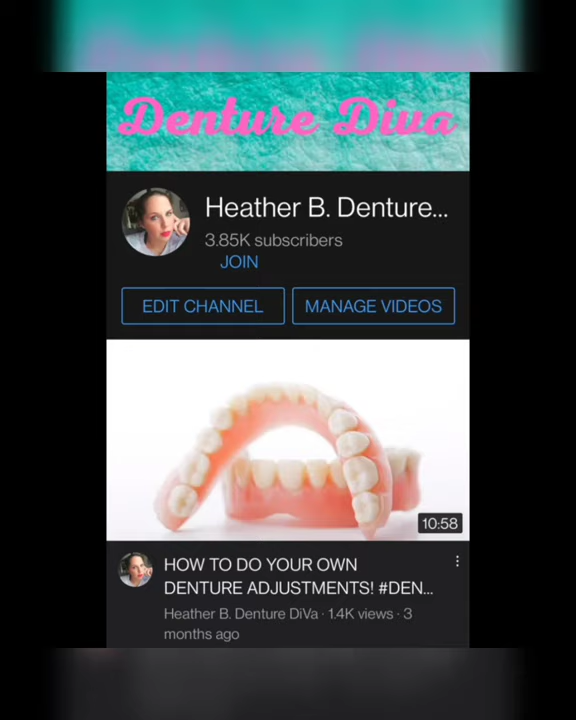 Denture Diva
Heather B. Denture...
3.85K subscribers
JOIN
EDIT CHANNEL
MANAGE VIDEOS
10:58
HOW TO DO YOUR OWN
DENTURE ADJUSTMENTS! #DEN...
Heather B. Denture DiVa · 1.4K views · 3
months ago